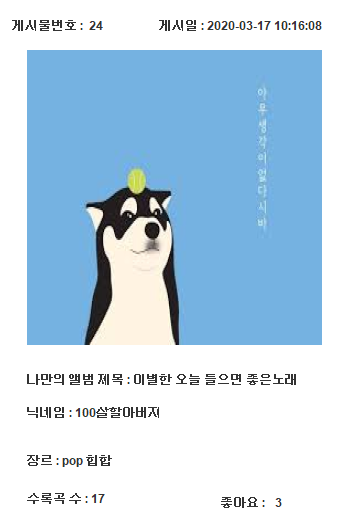 게시물번호 : 24
게시일 : 2020-03-17 10:16:08
아무생각이없다시바
나만의 앨범 제목 : 이별한 오늘 들으면 좋은노래
닉네임 : 100살할아버지
장르 : pop 힙합
수록곡 수 : 17
좋아요 : 3